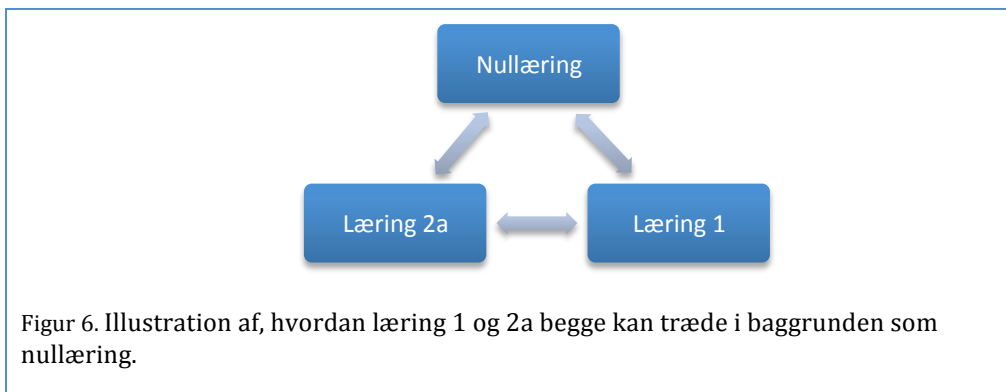 Nullæring
Læring 2a
Læring 1
Figur 6. Illustration af, hvordan læring 1 og 2a begge kan træde i baggrunden som
nullæring.